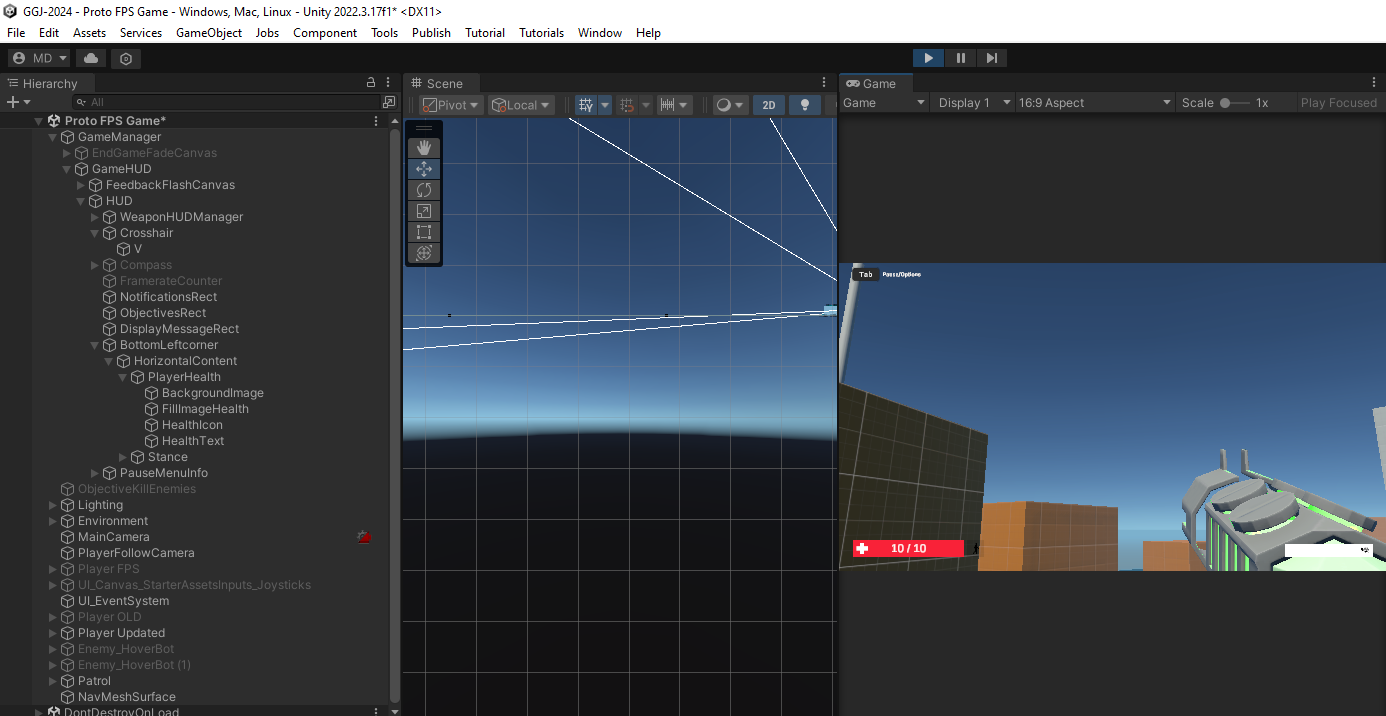 GGJ-2024 - Proto FPS Game - Windows, Mac, Linux - Unity 2022.3.17f1* <DX11>
File Edit Assets Services GameObject Jobs Component Tools Publish Tutorial Tutorials Window Help
MD
Hierarchy
All
Proto FPS Game*
GameManager
EndGameFadeCanvas
GameHUD
FeedbackFlashCanvas
HUD
WeaponHUDManager
Crosshair
V
Compass
FramerateCounter
NotificationsRect
ObjectivesRect
DisplayMessageRect
BottomLeftcorner
HorizontalContent
PlayerHealth
BackgroundImage
FillImageHealth
HealthIcon
HealthText
Stance
PauseMenuInfo
ObjectiveKillEnemies
Lighting
Environment
MainCamera
PlayerFollowCamera
Player FPS
UI_Canvas_StarterAssetsInputs_Joysticks
UI_EventSystem
Player OLD
Player Updated
Enemy_HoverBot
Enemy_HoverBot (1)
Patrol
NavMeshSurface
DontDestroyOnLoad
Scene
Pivot Local 2D
Game
Game Display 1 16:9 Aspect Scale 1x Play Focused
Tab Pause/Options
10 / 10